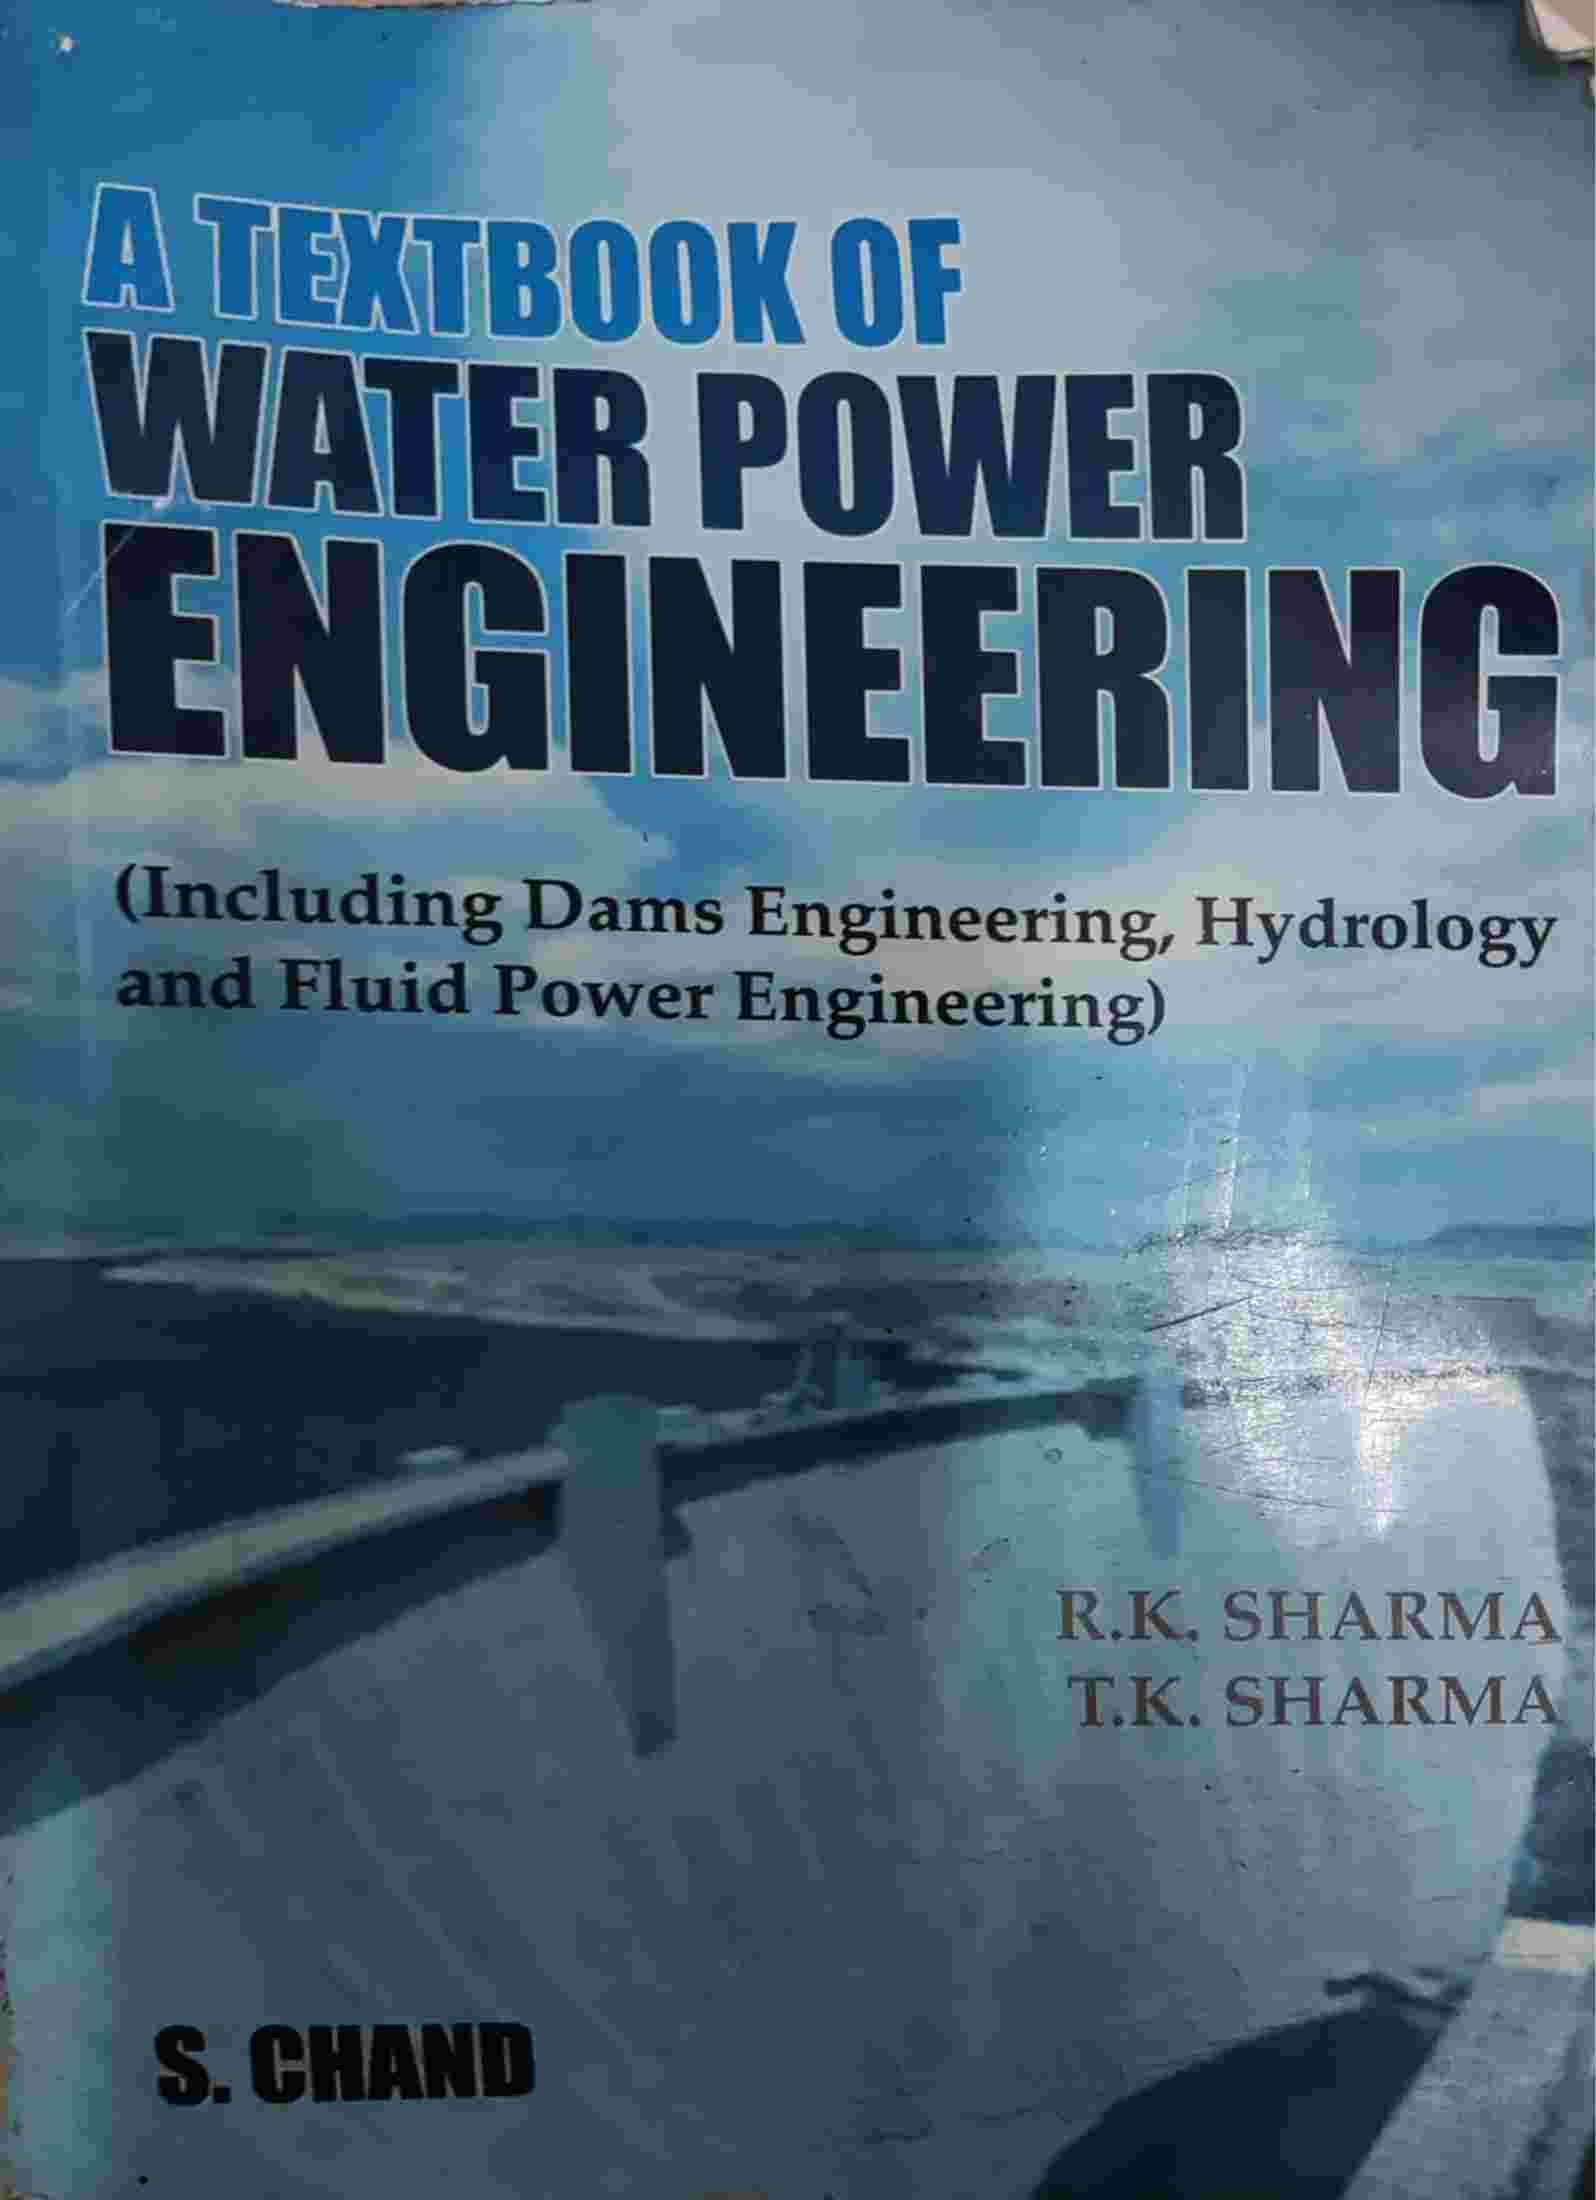 A TEXTBOOK OF
WATER POWER
ENGINEERING
(Including Dams Engineering, Hydrology
and Fluid Power Engineering)
R.K. SHARMA
T.K. SHARMA
S. CHAND